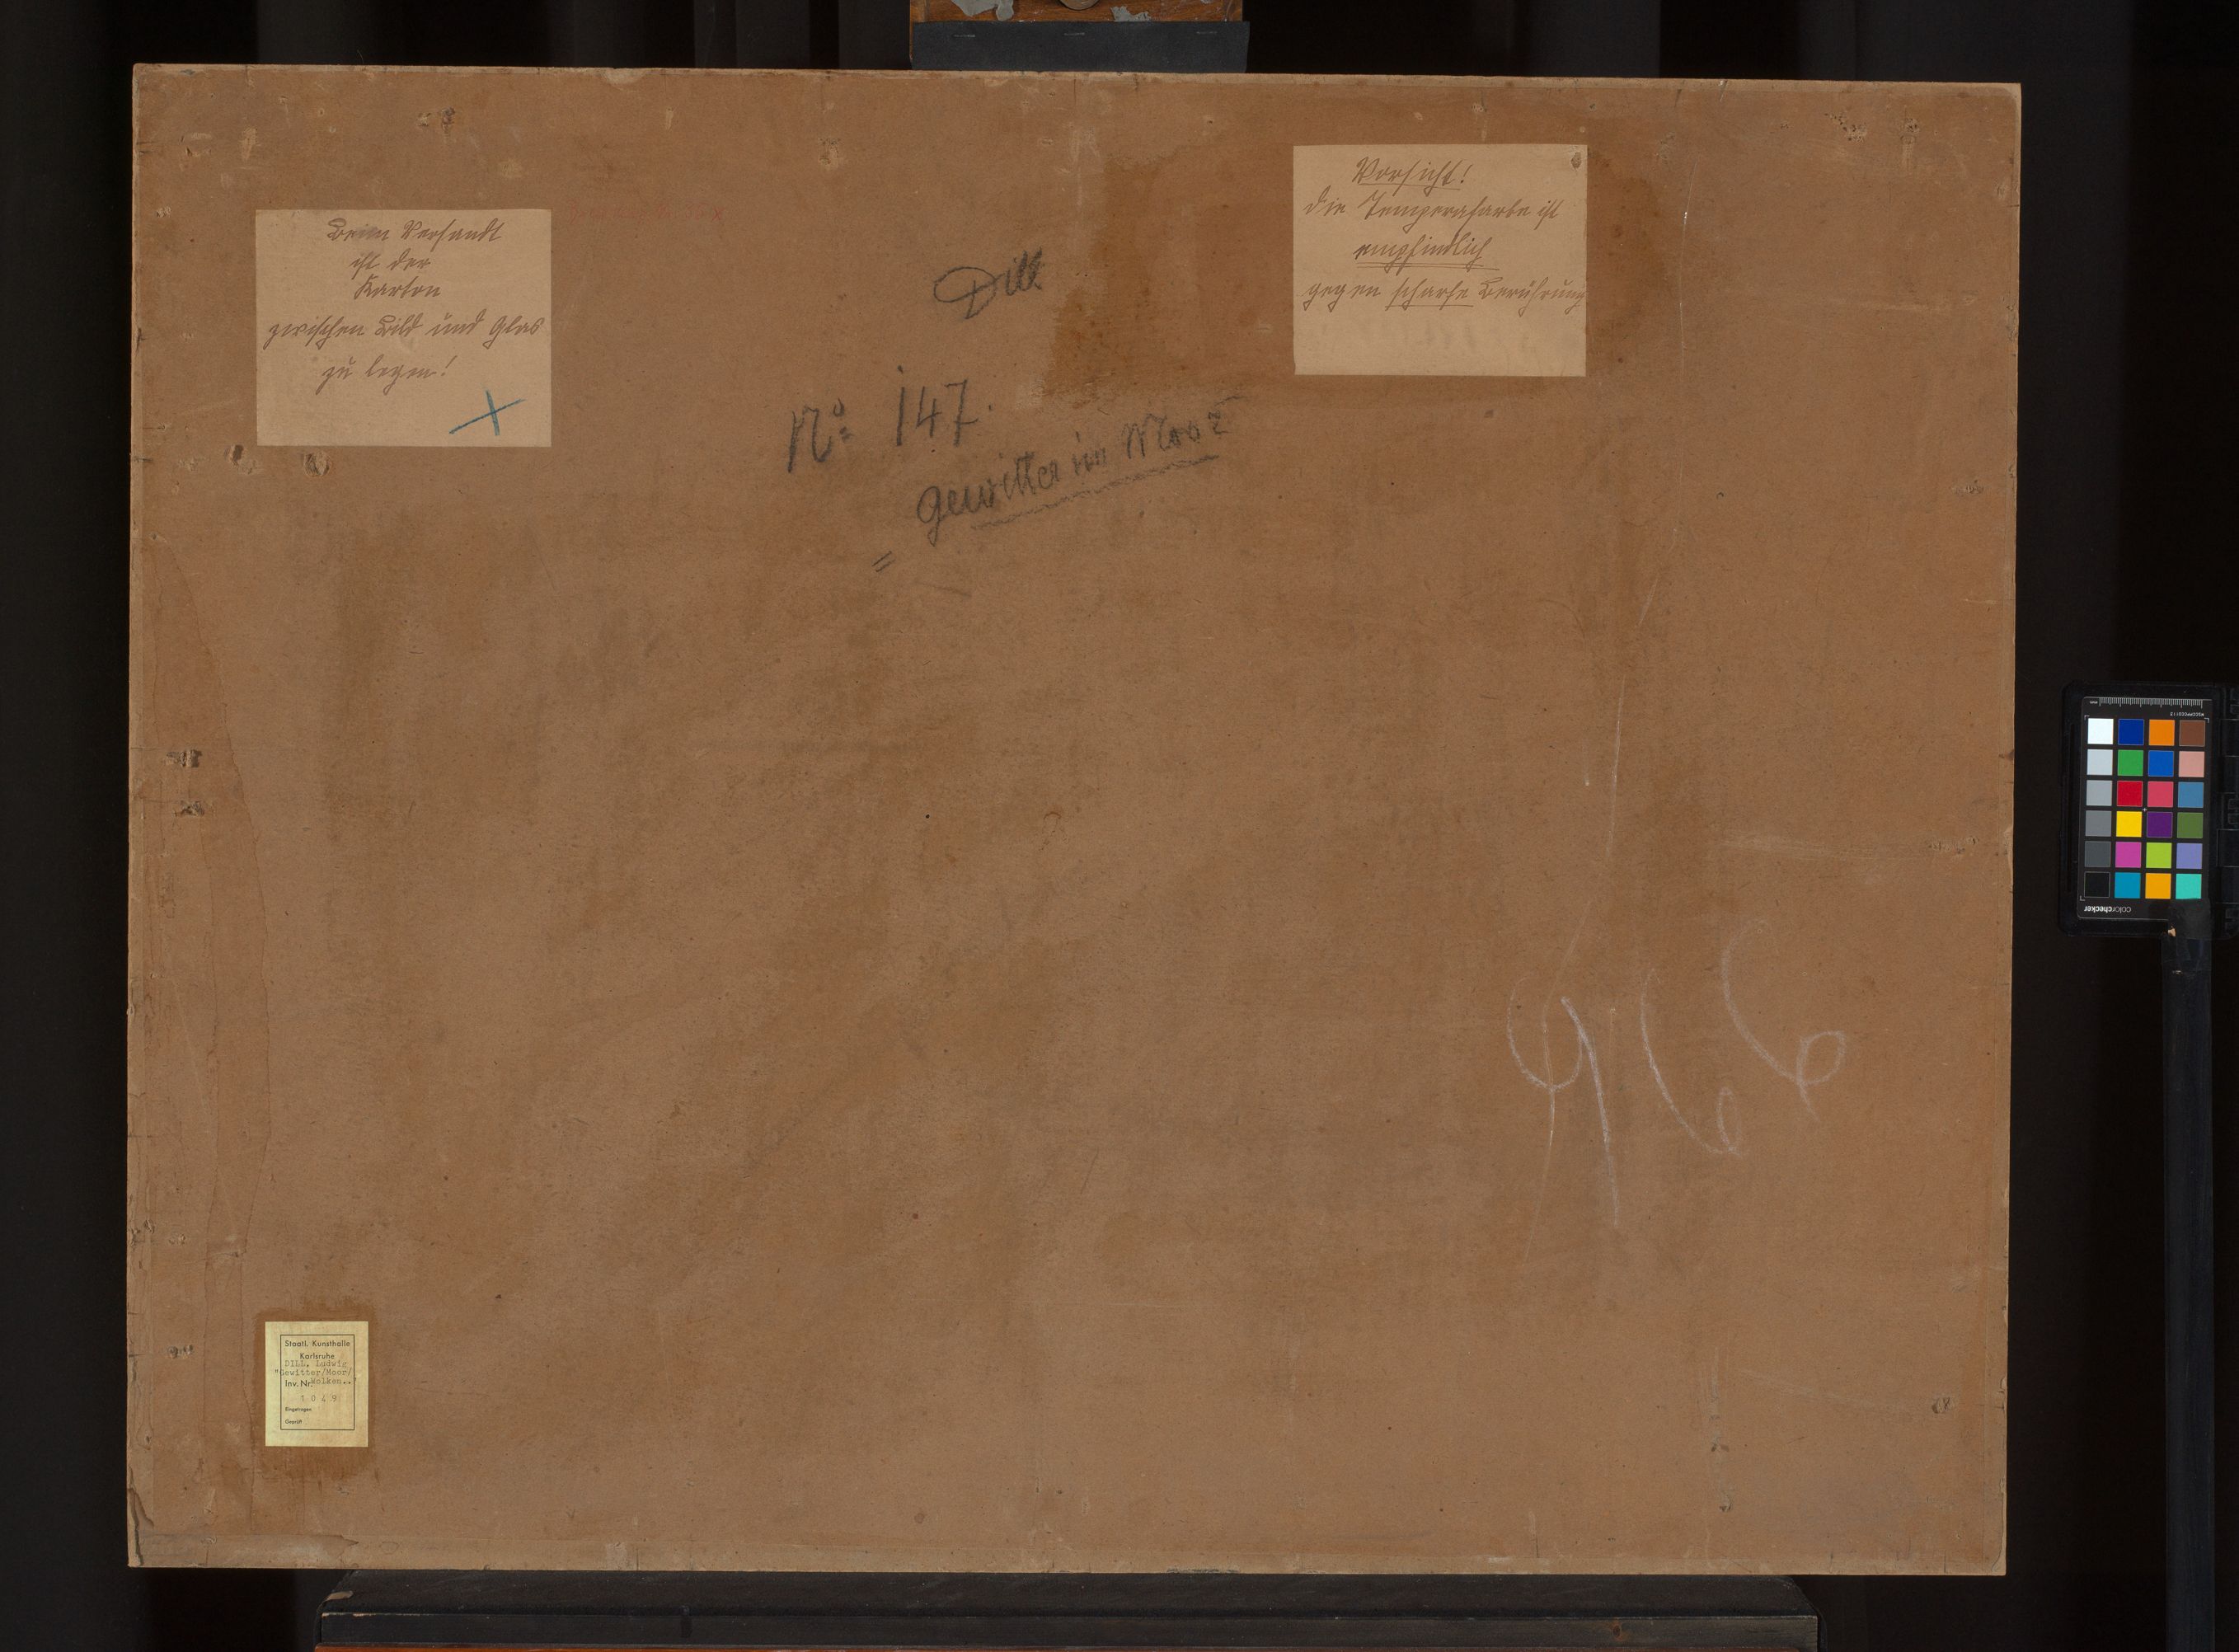 Beim Versandt
ist der
Karton
zwischen Bild und Glas
zu legen!
Vorsicht!
Die Temperafarbe ist
empfindlich
gegen scharfe Berührung
Dill
No 147.
Gewitter im Moor
=
966
Staatl. Kunsthalle
Karlsruhe
DILL, Ludwig
"Gewitter/Moor/
Inv. Nr. Wolken.."
1049
Eingetragen
Geprüft
colorchecker